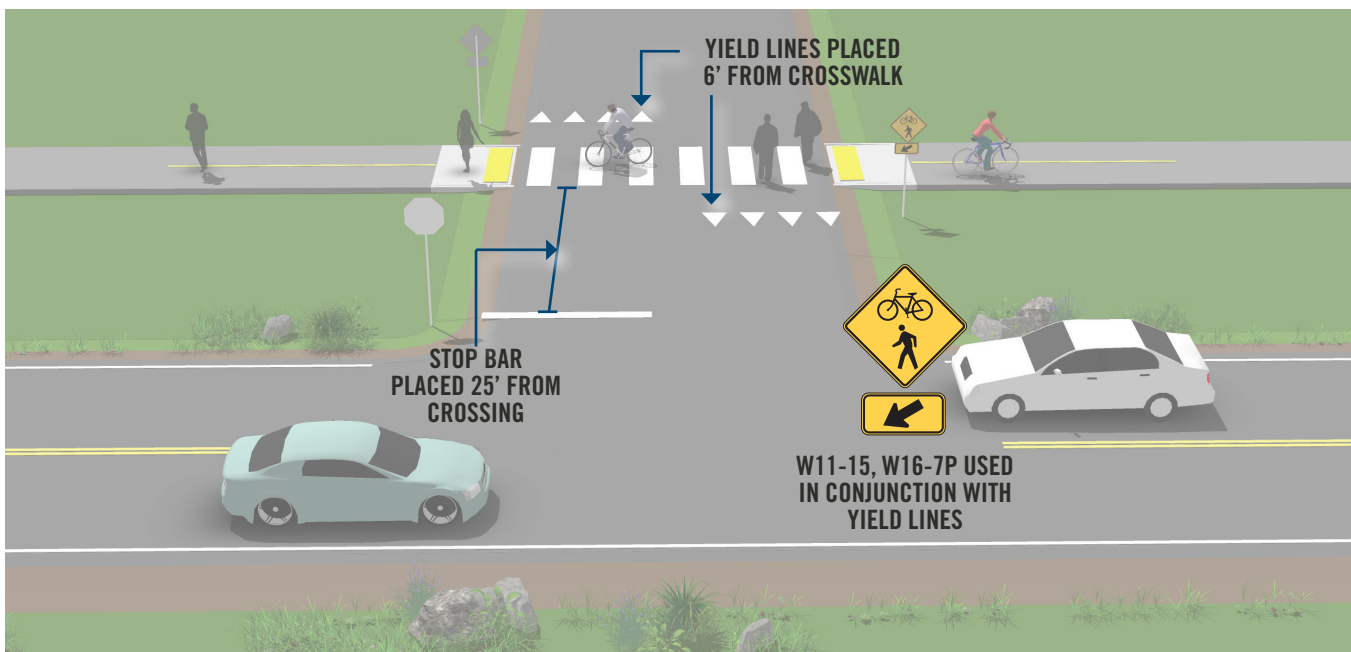 YIELD LINES PLACED
6’ FROM CROSSWALK
STOP BAR
PLACED 25’ FROM
CROSSING
W11-15, W16-7P USED
IN CONJUNCTION WITH
YIELD LINES